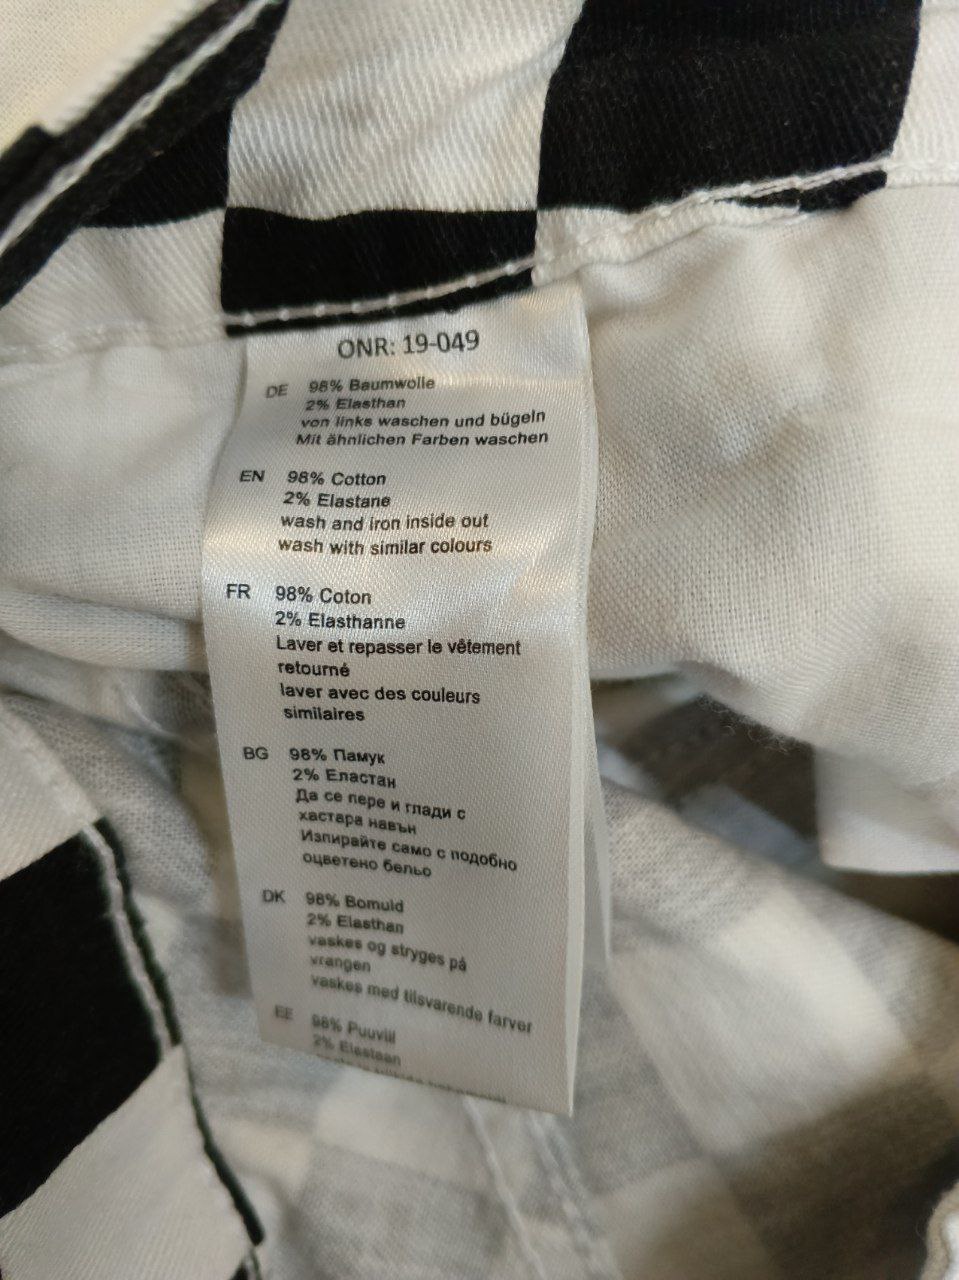 ONR: 19-049
DE 98% Baumwolle
2% Elasthan
von links waschen und bügeln
Mit ähnlichen Farben waschen
EN 98% Cotton
2% Elastane
wash and iron inside out
wash with similar colours
FR 98% Coton
2% Elasthanne
Laver et repasser le vêtement
retourné
laver avec des couleurs
similaires
BG 98% Памук
2% Еластан
Да се пере и глади с
хастара навън
Изпирайте само с подобно
оцветено бельо
DK 98% Bomuld
2% Elasthan
vaskes og stryges på
vrangen
vaskes med tilsvarende farver
EE 98% Puuvill
2% Elastaan